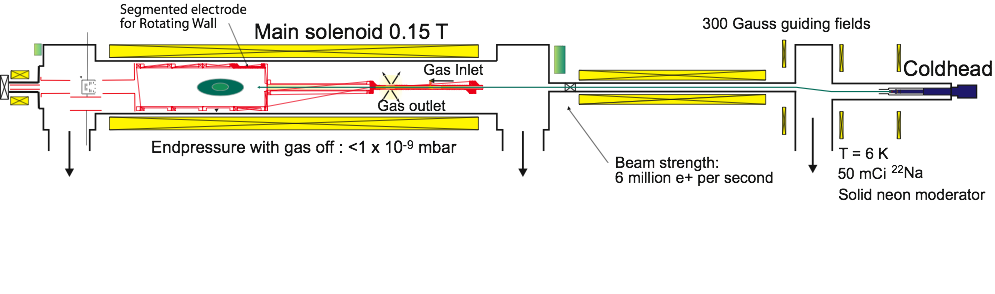 Segmented electrode
for Rotating Wall
Main solenoid 0.15 T
300 Gauss guiding fields
Gas Inlet
Coldhead
Gas outlet
Endpressure with gas off : <1 x 10⁻⁹ mbar
Beam strength:
6 million e+ per second
T = 6 K
50 mCi ²²Na
Solid neon moderator